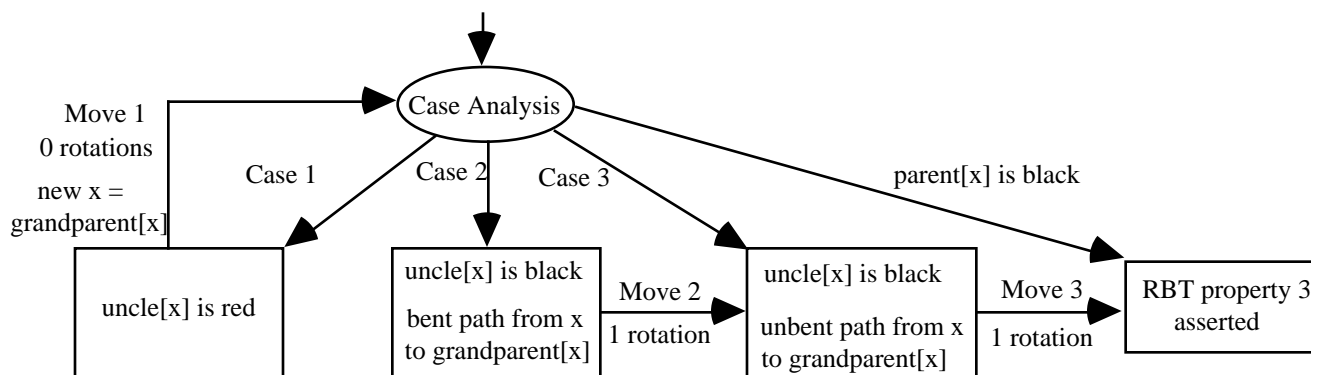 Case Analysis
Move 1
0 rotations
new x =
grandparent[x]
Case 1
Case 2
Case 3
parent[x] is black
uncle[x] is red
uncle[x] is black
bent path from x
to grandparent[x]
Move 2
1 rotation
uncle[x] is black
unbent path from x
to grandparent[x]
Move 3
1 rotation
RBT property 3
asserted